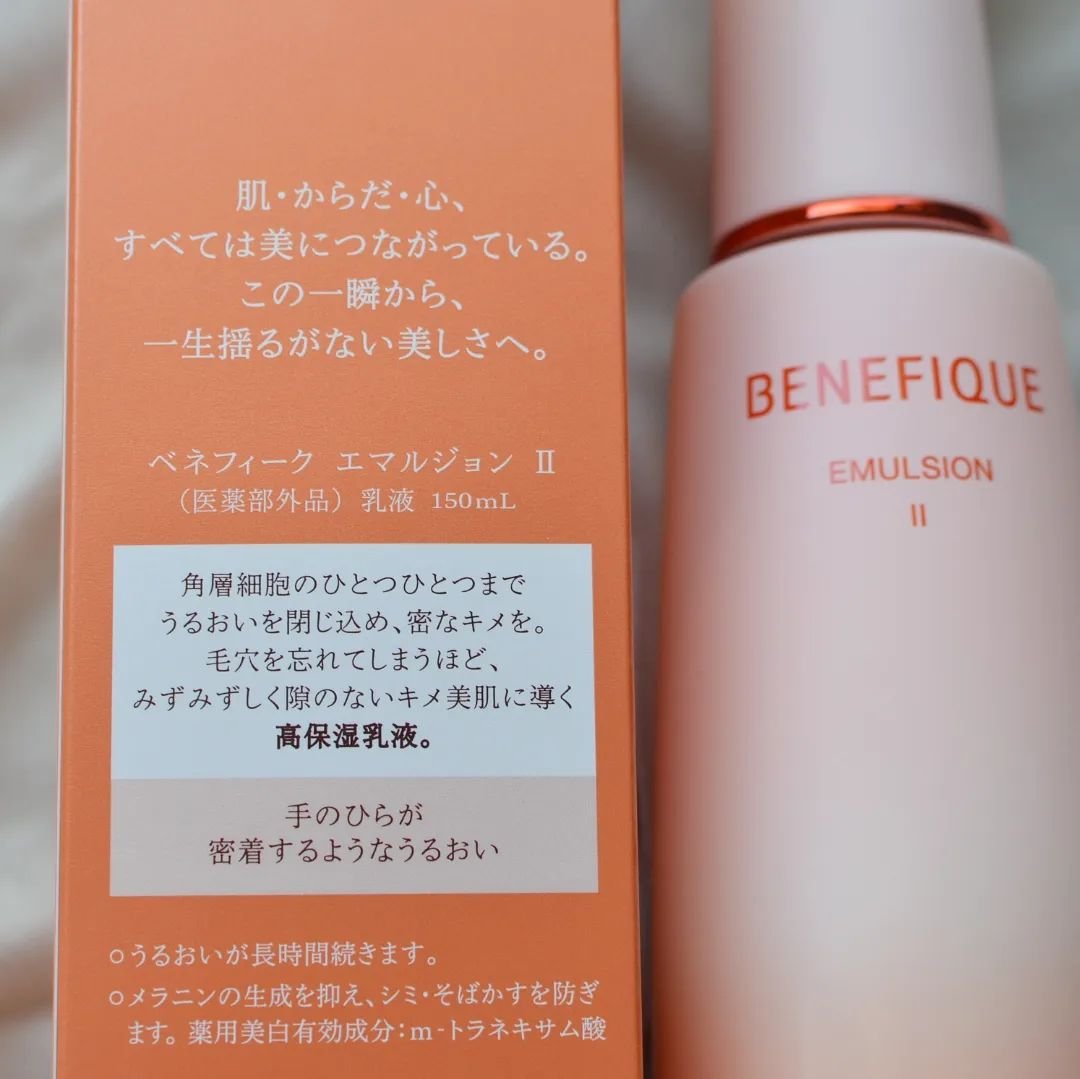 肌・からだ・心、
すべては美につながっている。
この一瞬から、
一生揺るがない美しさへ。
ベネフィーク エマルジョン Ⅱ
（医薬部外品）乳液 150mL
角層細胞のひとつひとつまで
うるおいを閉じ込め、密なキメを。
毛穴を忘れてしまうほど、
みずみずしく隙のないキメ美肌に導く
高保湿乳液。
手のひらが
密着するようなうるおい
○うるおいが長時間続きます。
○メラニンの生成を抑え、シミ・そばかすを防ぎ
ます。薬用美白有効成分：m-トラネキサム酸
BENEFIQUE
EMULSION
II